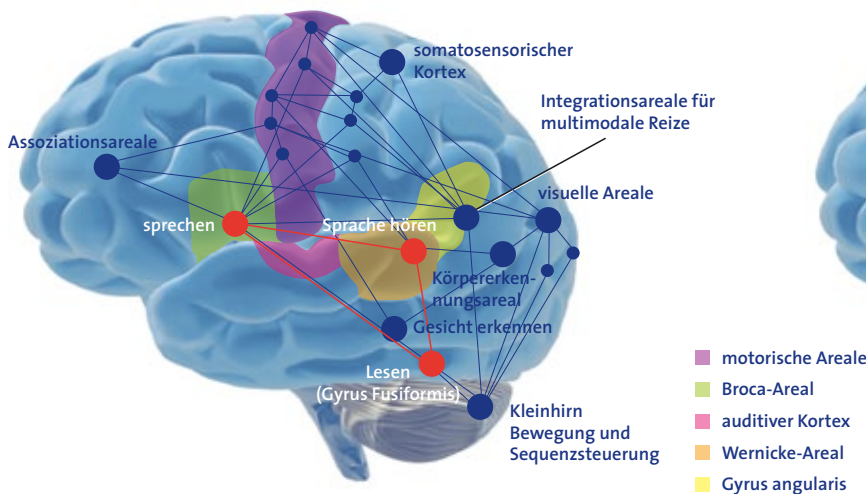 somatosensorischer
Kortex
Integrationsareale für
multimodale Reize
Assoziationsareale
visuelle Areale
sprechen
Sprache hören
Körpererken-
nungsareal
Gesicht erkennen
Lesen
(Gyrus Fusiformis)
Kleinhirn
Bewegung und
Sequenzsteuerung
motorische Areale
Broca-Areal
auditiver Kortex
Wernicke-Areal
Gyrus angularis